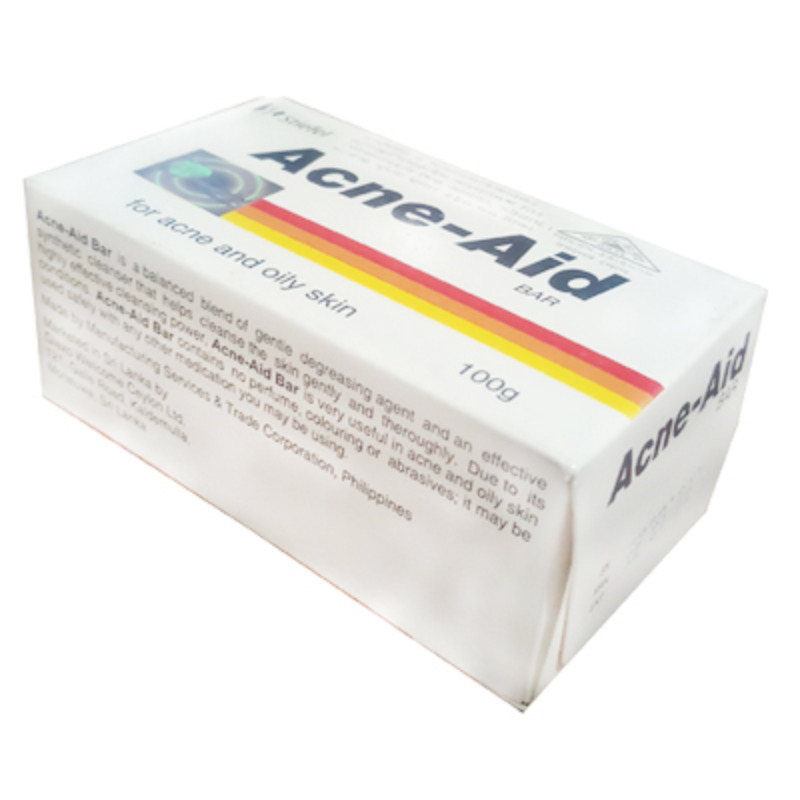 Stiefel
Acne-Aid
BAR
for acne and oily skin
100g
Acne-Aid Bar is a balanced blend of gentle degreasing agent and an effective
synthetic cleanser that helps cleanse the skin gently and thoroughly. Due to its
highly effective cleansing power, Acne-Aid Bar is very useful in acne and oily skin
conditions. Acne-Aid Bar contains no perfume, colouring or abrasives; it may be
used safely with any other medication you may be using.
Made by Manufacturing Services & Trade Corporation, Philippines
Marketed in Sri Lanka by
Glaxo Wellcome Ceylon Ltd.
121, Galle Road, Kaldemulla
Moratuwa, Sri Lanka
Acne-Aid
BAR